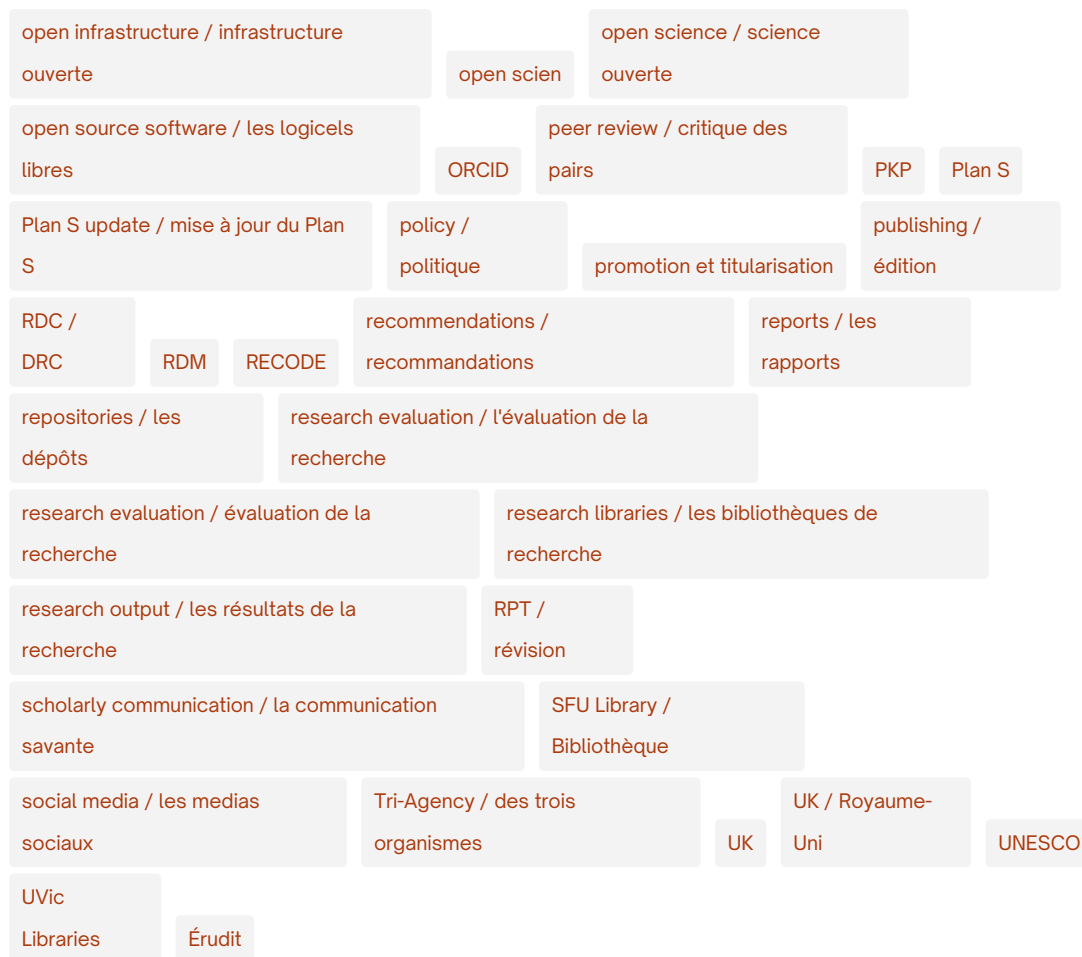 open infrastructure / infrastructure
ouverte
open scien
open science / science
ouverte
open source software / les logicels
libres
ORCID
peer review / critique des
pairs
PKP
Plan S
Plan S update / mise à jour du Plan
S
policy /
politique
promotion et titularisation
publishing /
édition
RDC /
DRC
RDM
RECODE
recommendations /
recommandations
reports / les
rapports
repositories / les
dépôts
research evaluation / l'évaluation de la
recherche
research evaluation / évaluation de la
recherche
research libraries / les bibliothèques de
recherche
research output / les résultats de la
recherche
RPT /
révision
scholarly communication / la communication
savante
SFU Library /
Bibliothèque
social media / les medias
sociaux
Tri-Agency / des trois
organismes
UK
UK / Royaume-
Uni
UNESCO
UVic
Libraries
Érudit